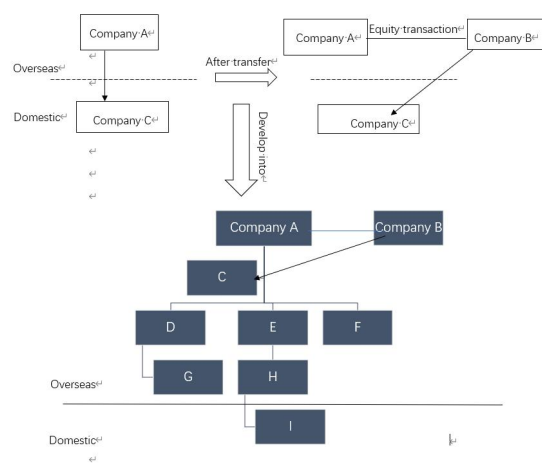 Company A
Company A
Equity transaction
Company B
Overseas
After transfer
Domestic
Company C
Company C
Develop into
Company A
Company B
C
D
E
F
G
H
Overseas
I
Domestic